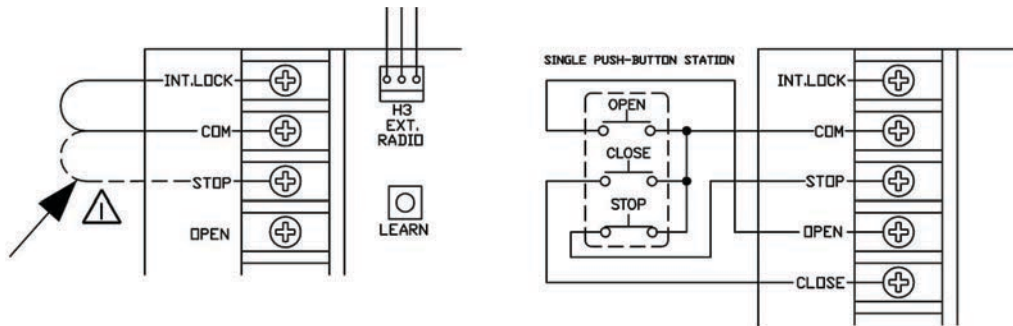 INT.LOCK
COM
STOP
OPEN
H3
EXT.
RADIO
LEARN
SINGLE PUSH-BUTTON STATION
OPEN
CLOSE
STOP
INT.LOCK
COM
STOP
OPEN
CLOSE